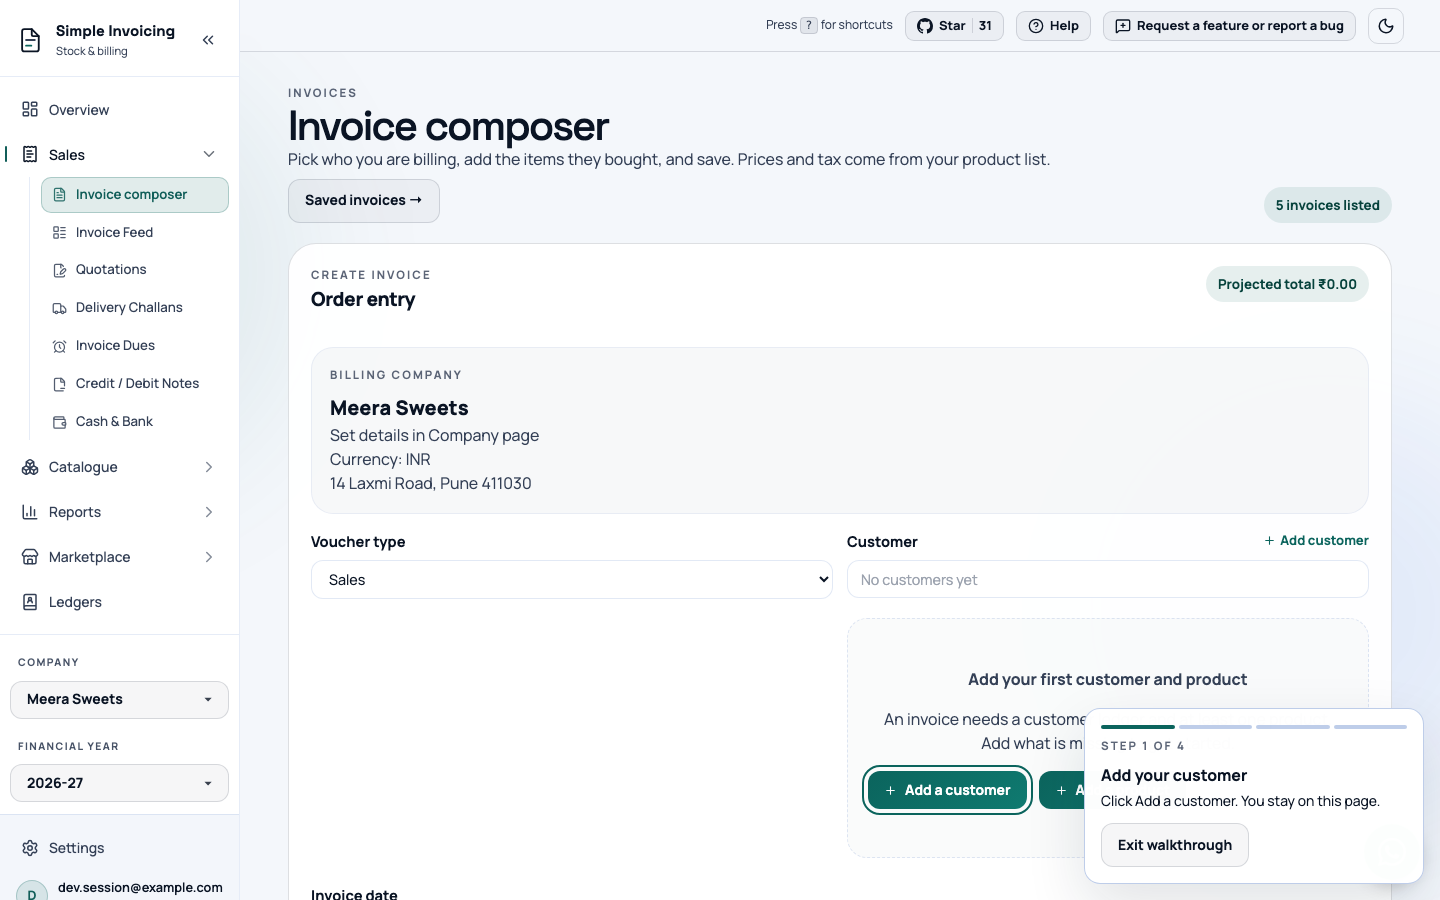 Simple Invoicing
Stock & billing
Overview
Sales
Invoice composer
Invoice Feed
Quotations
Delivery Challans
Invoice Dues
Credit / Debit Notes
Cash & Bank
Catalogue
Reports
Marketplace
Ledgers
COMPANY
Meera Sweets
FINANCIAL YEAR
2026-27
Settings
D
dev.session@example.com
Press ? for shortcuts
Star 31
Help
Request a feature or report a bug
INVOICES
Invoice composer
Pick who you are billing, add the items they bought, and save. Prices and tax come from your product list.
Saved invoices →
5 invoices listed
CREATE INVOICE
Order entry
Projected total ₹0.00
BILLING COMPANY
Meera Sweets
Set details in Company page
Currency: INR
14 Laxmi Road, Pune 411030
Voucher type
Sales
Customer
+ Add customer
No customers yet
Add your first customer and product
An invoice needs a custome
Add what is m
+ Add a customer
+ A
Invoice date
STEP 1 OF 4
Add your customer
Click Add a customer. You stay on this page.
Exit walkthrough